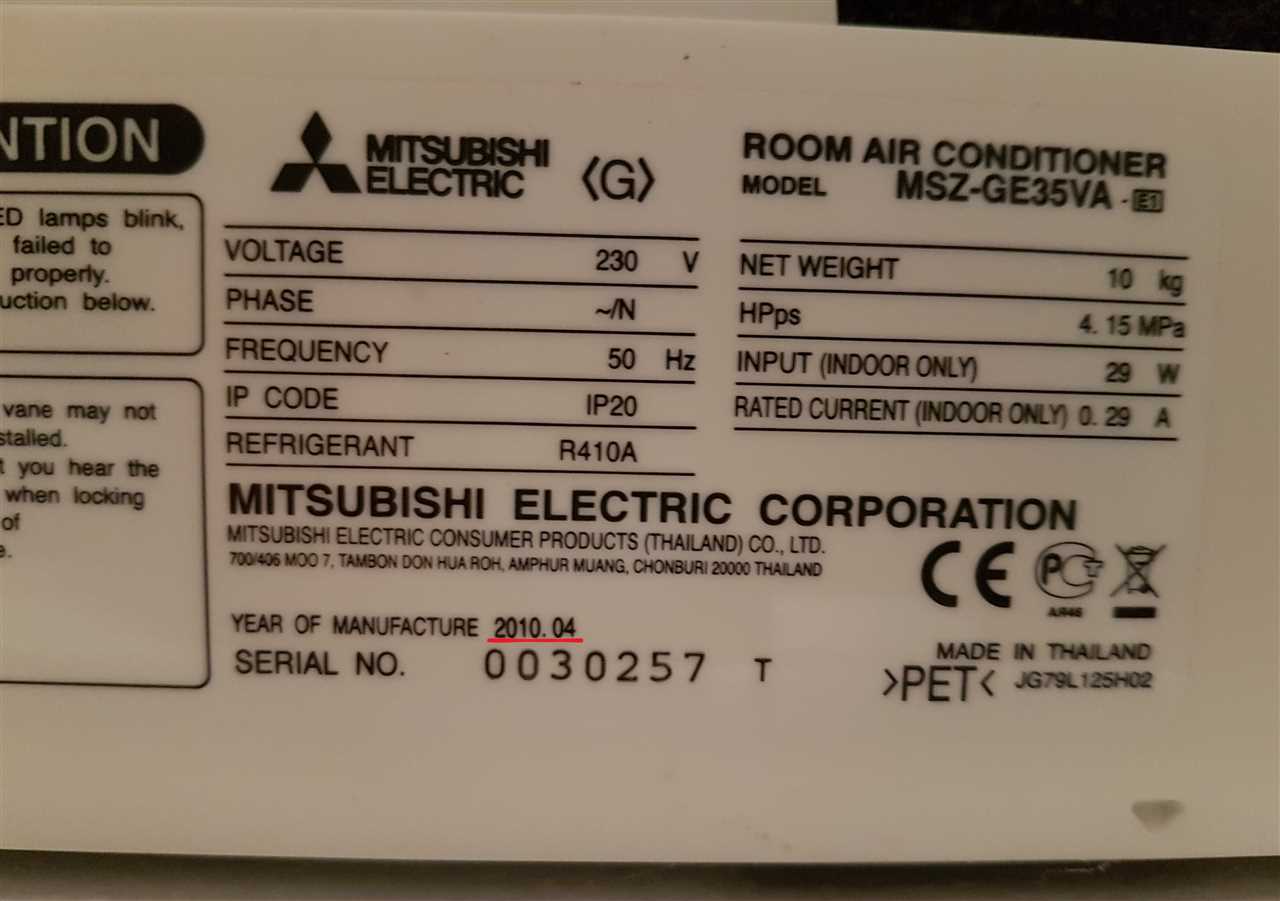 NTION
ED lamps blink,
failed to
properly.
uction below.
vane may not
stalled.
t you hear the
when locking
of
e.
MITSUBISHI
ELECTRIC
〈G〉
VOLTAGE 230 V
PHASE ~/N
FREQUENCY 50 Hz
IP CODE IP20
REFRIGERANT R410A
ROOM AIR CONDITIONER
MODEL MSZ-GE35VA -E1
NET WEIGHT 10 kg
HPps 4.15 MPa
INPUT (INDOOR ONLY) 29 W
RATED CURRENT (INDOOR ONLY) 0.29 A
MITSUBISHI ELECTRIC CORPORATION
MITSUBISHI ELECTRIC CONSUMER PRODUCTS (THAILAND) CO., LTD.
700/406 MOO 7, TAMBON DON HUA ROH, AMPHUR MUANG, CHONBURI 20000 THAILAND
CE
PCT
AЯ46
YEAR OF MANUFACTURE 2010.04
SERIAL NO. 0030257 T
MADE IN THAILAND
>PET< JG79L125H02